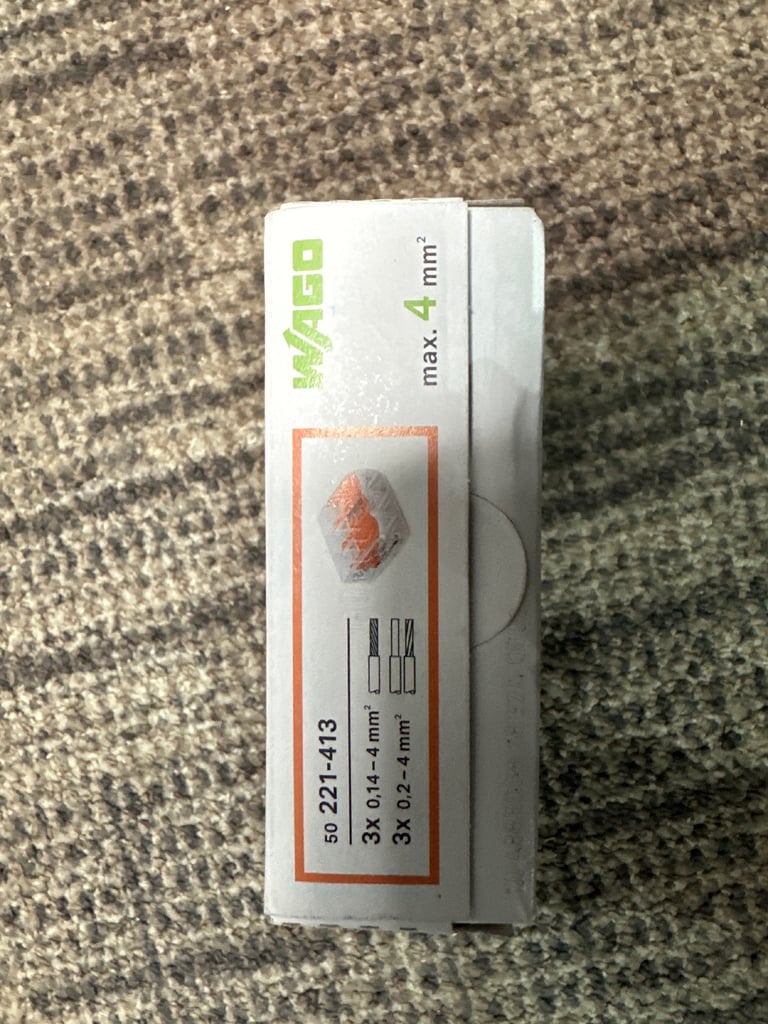 WAGO
max. 4 mm²
50 221-413
3x 0,14 – 4 mm²
3x 0,2 – 4 mm²